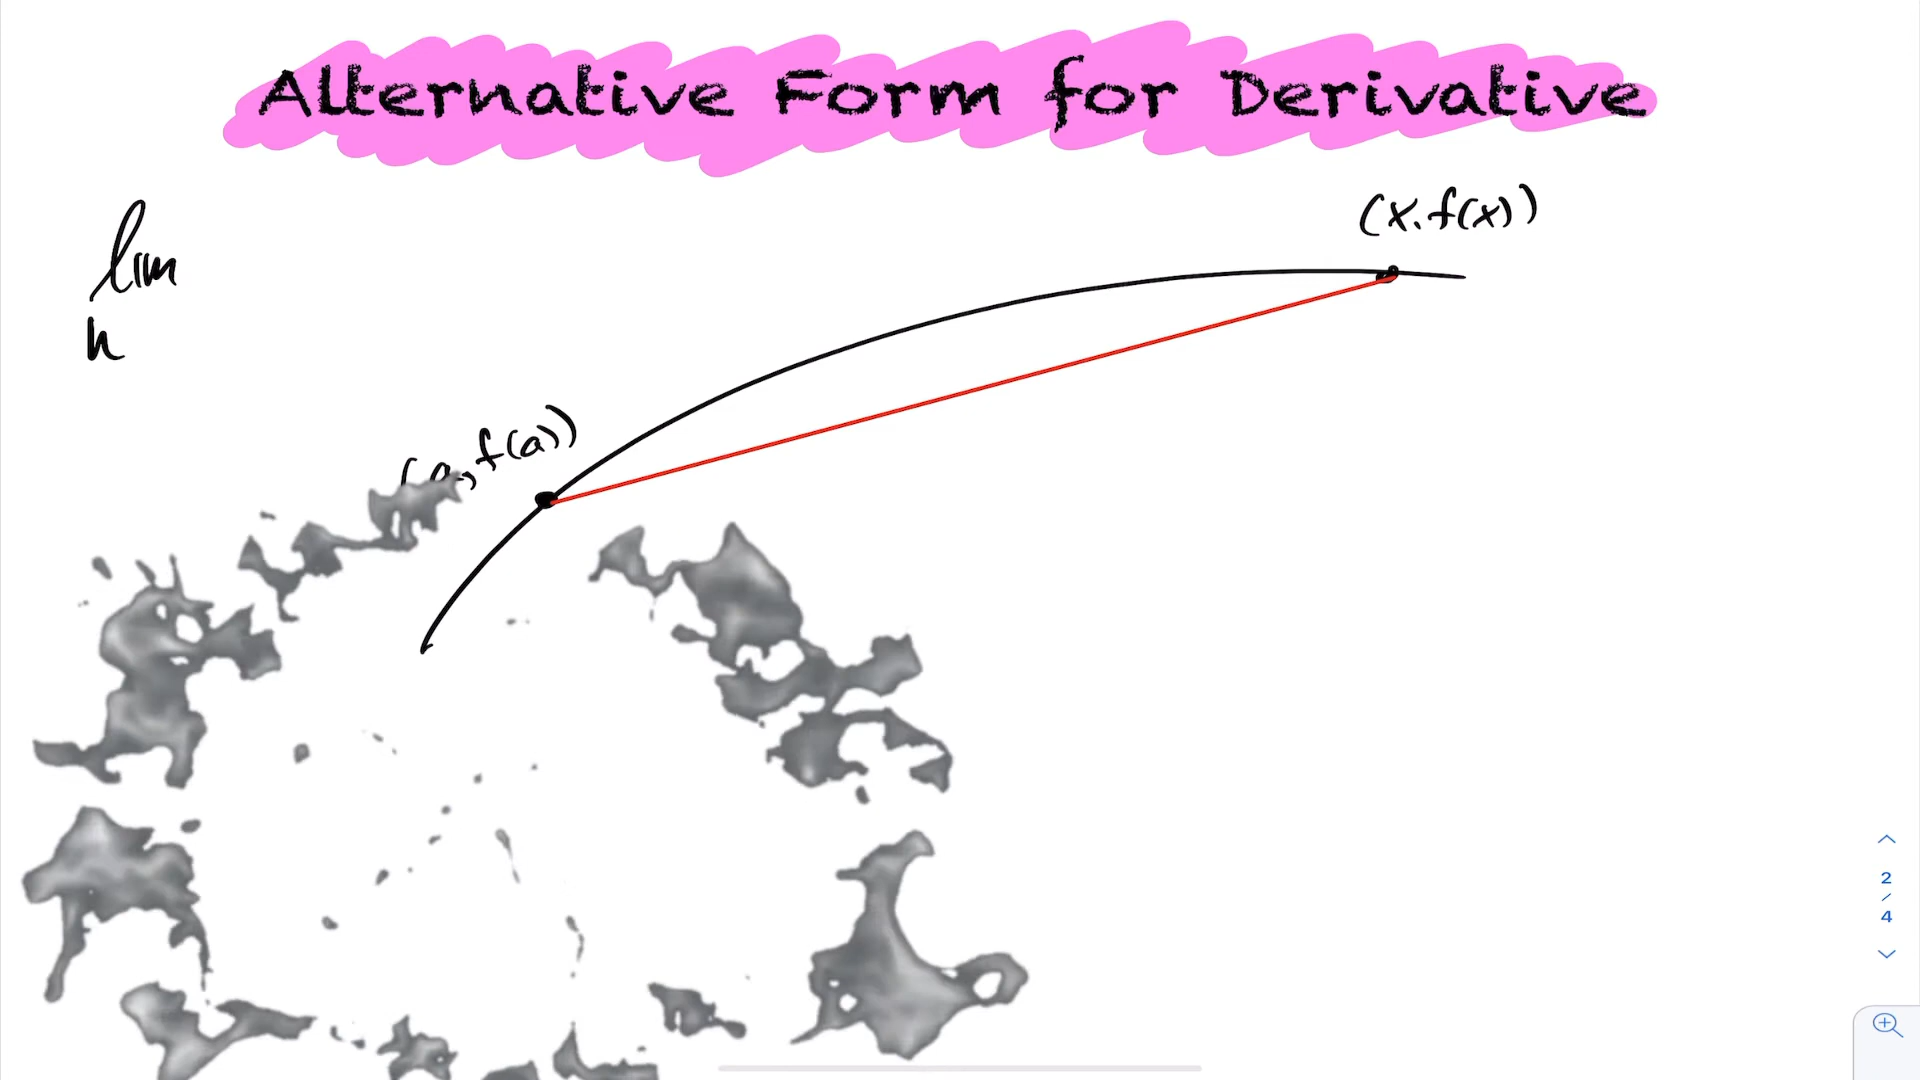 Alternative Form for Derivative
lim
h
(x, f(x))
(a, f(a))
2
/
4